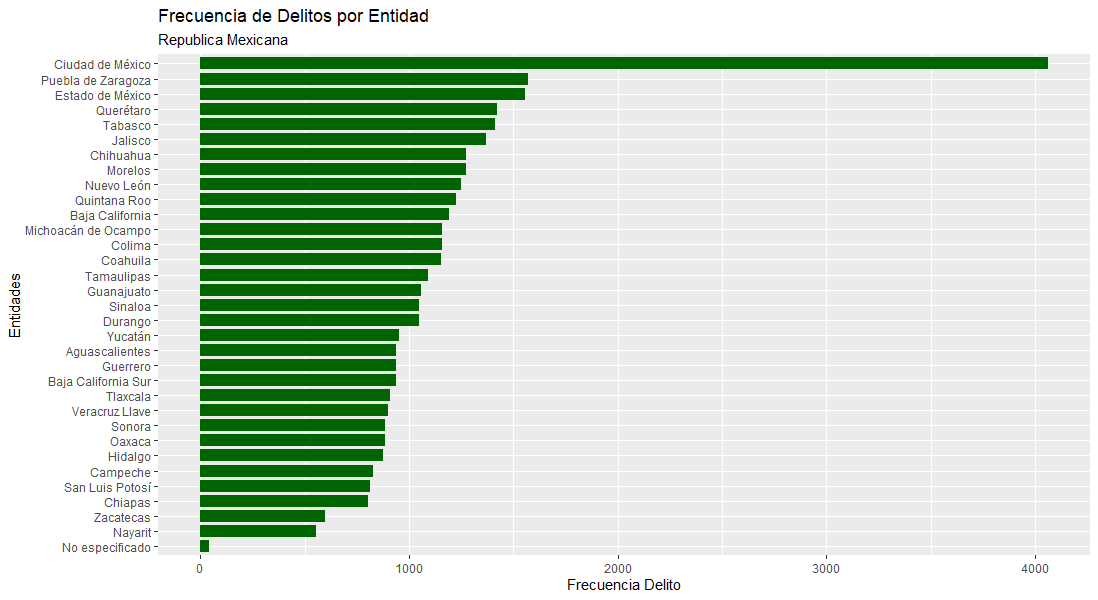 Frecuencia de Delitos por Entidad
Republica Mexicana
Entidades
Ciudad de México
Puebla de Zaragoza
Estado de México
Querétaro
Tabasco
Jalisco
Chihuahua
Morelos
Nuevo León
Quintana Roo
Baja California
Michoacán de Ocampo
Colima
Coahuila
Tamaulipas
Guanajuato
Sinaloa
Durango
Yucatán
Aguascalientes
Guerrero
Baja California Sur
Tlaxcala
Veracruz Llave
Sonora
Oaxaca
Hidalgo
Campeche
San Luis Potosí
Chiapas
Zacatecas
Nayarit
No especificado
0 1000 2000 3000 4000
Frecuencia Delito